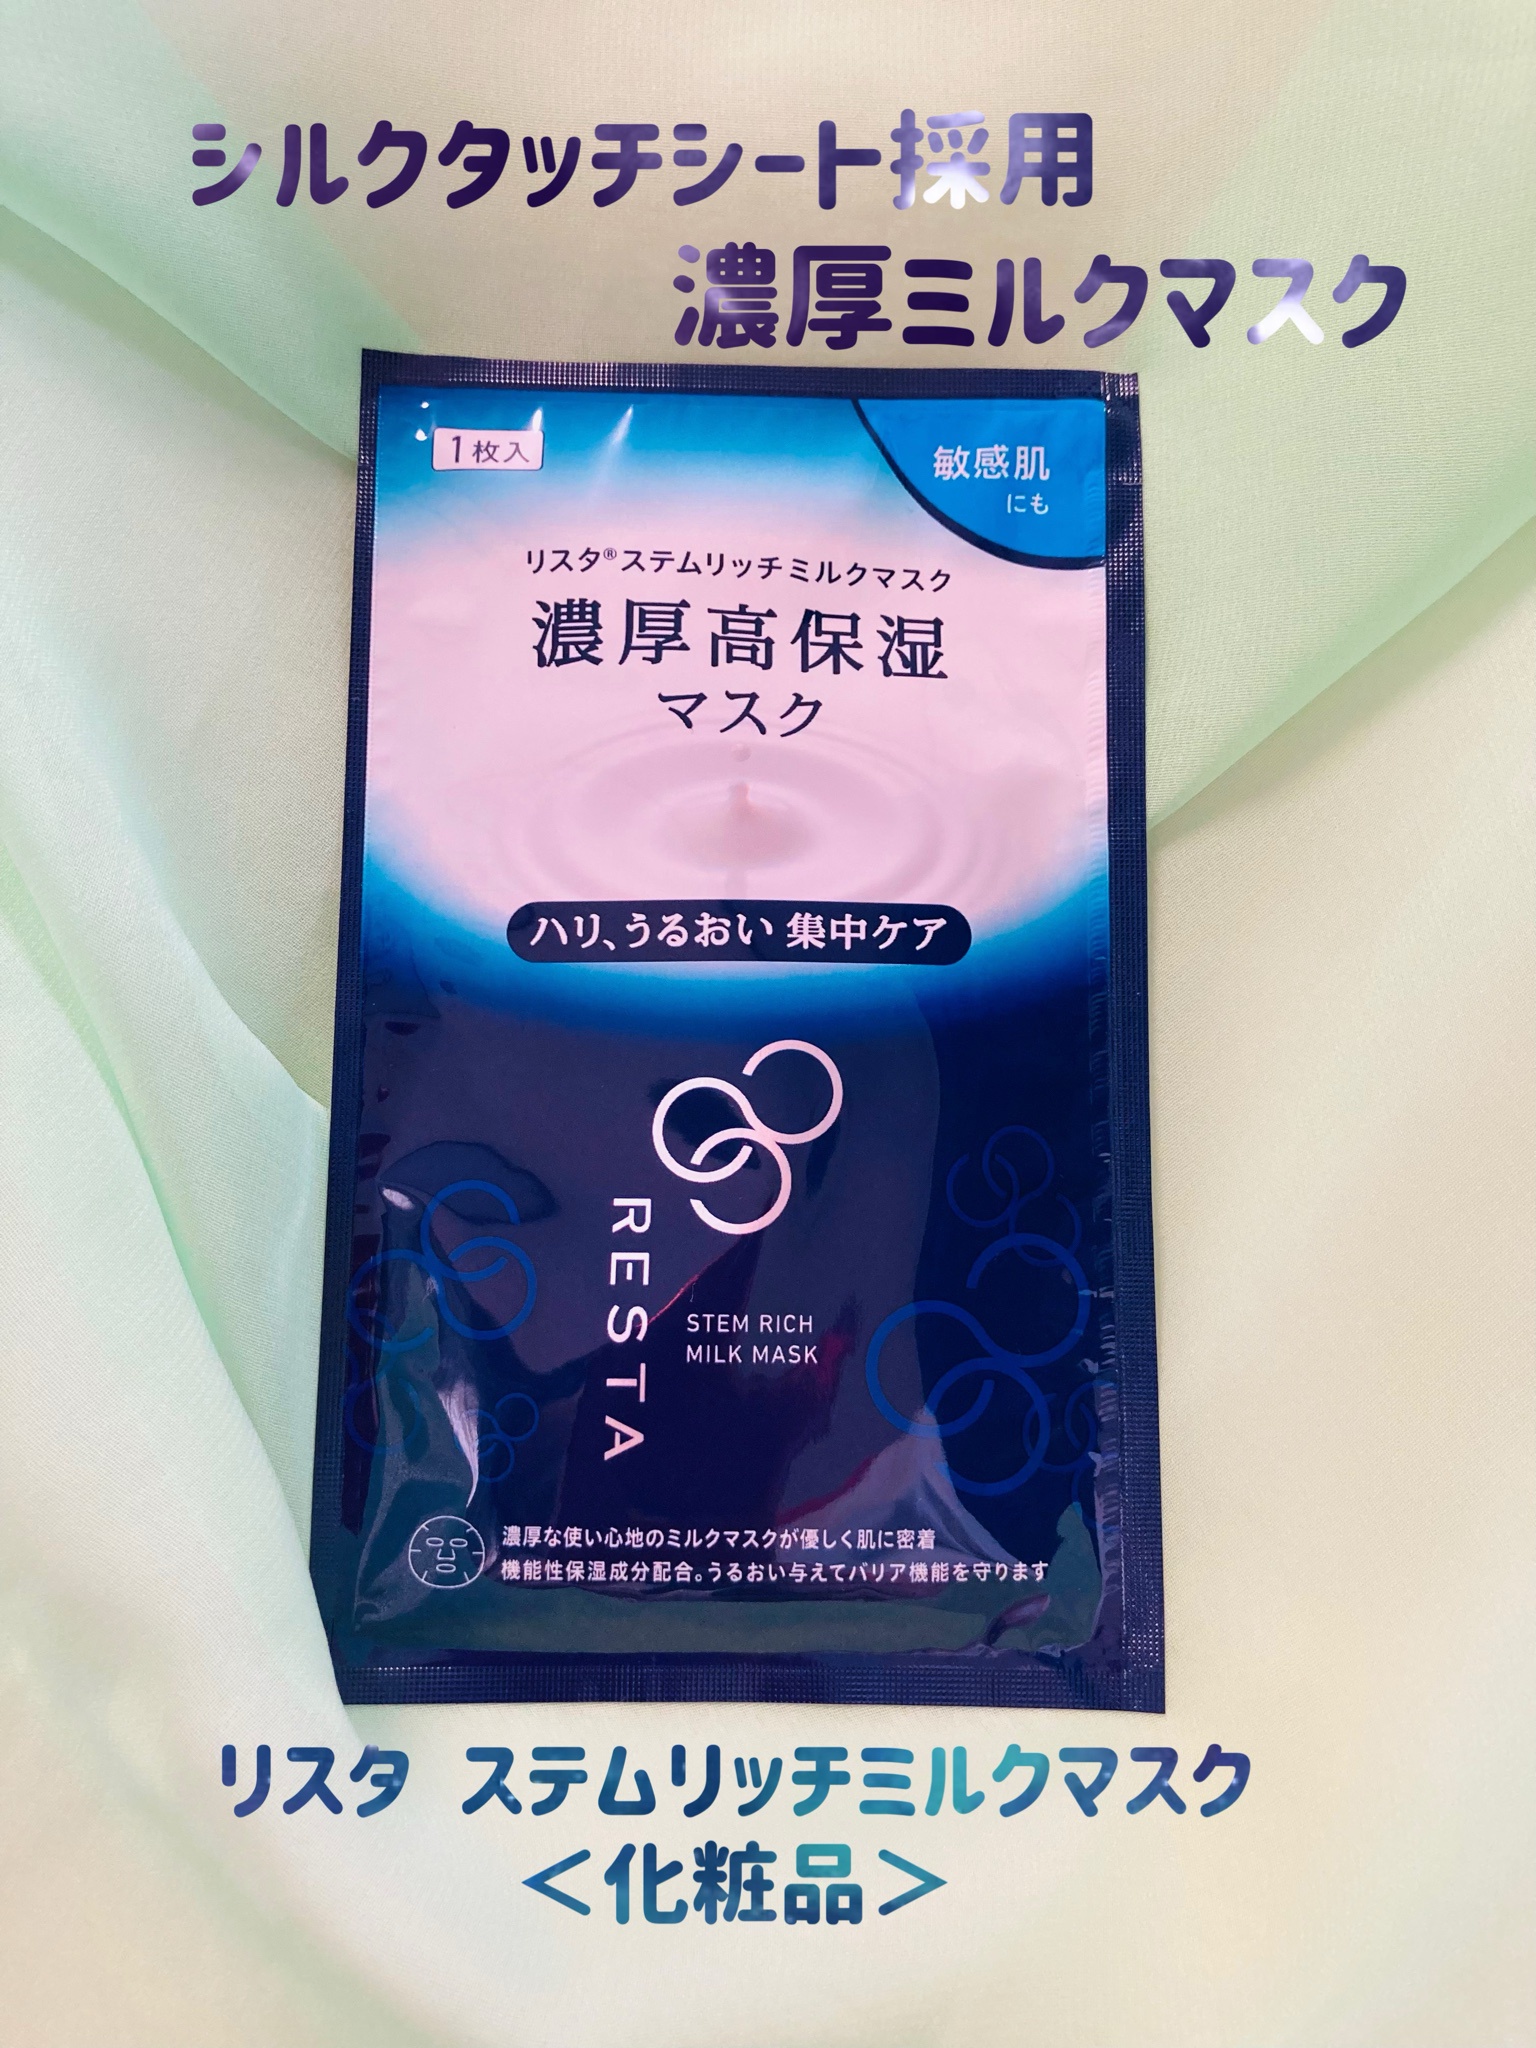 シルクタッチシート採用
濃厚ミルクマスク
1枚入
敏感肌
にも
リスタ®ステムリッチミルクマスク
濃厚高保湿
マスク
ハリ、うるおい 集中ケア
RESTA
STEM RICH
MILK MASK
濃厚な使い心地のミルクマスクが優しく肌に密着
機能性保湿成分配合。うるおい与えてバリア機能を守ります
リスタ ステムリッチミルクマスク
＜化粧品＞